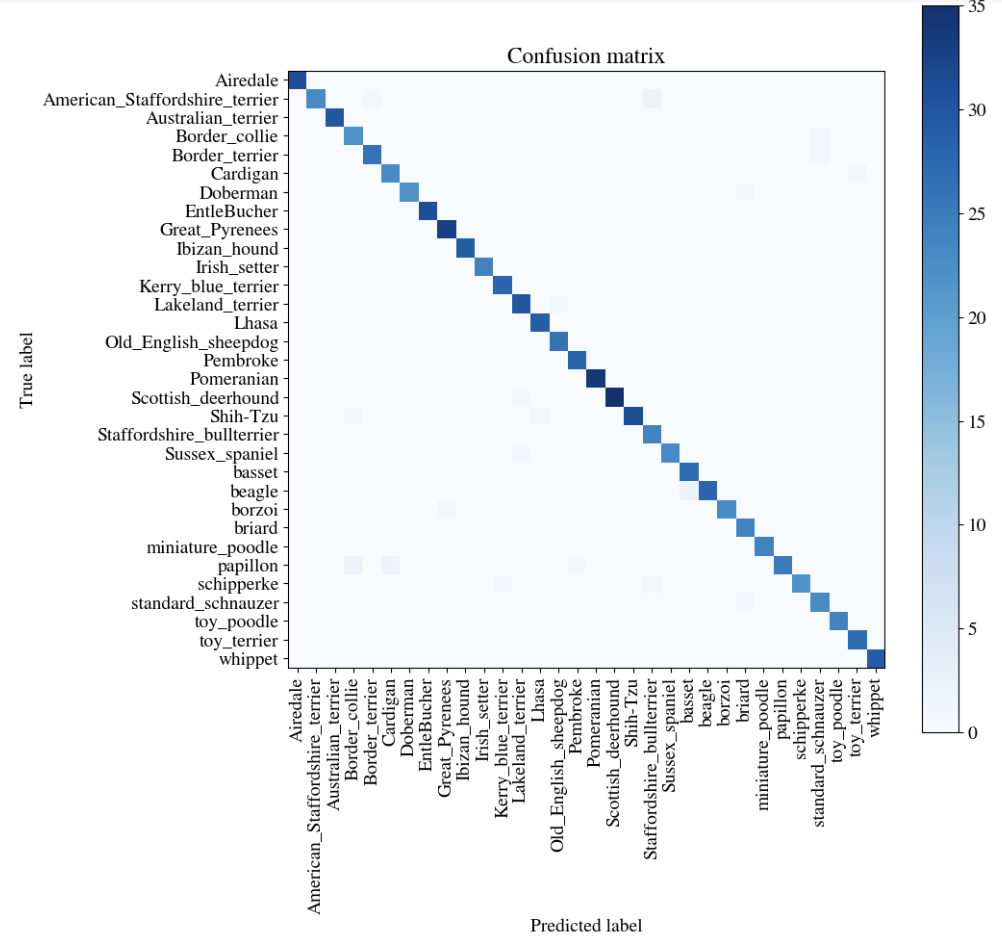 Confusion matrix
True label
Airedale
American_Staffordshire_terrier
Australian_terrier
Border_collie
Border_terrier
Cardigan
Doberman
EntleBucher
Great_Pyrenees
Ibizan_hound
Irish_setter
Kerry_blue_terrier
Lakeland_terrier
Lhasa
Old_English_sheepdog
Pembroke
Pomeranian
Scottish_deerhound
Shih-Tzu
Staffordshire_bullterrier
Sussex_spaniel
basset
beagle
borzoi
briard
miniature_poodle
papillon
schipperke
standard_schnauzer
toy_poodle
toy_terrier
whippet
Airedale
American_Staffordshire_terrier
Australian_terrier
Border_collie
Border_terrier
Cardigan
Doberman
EntleBucher
Great_Pyrenees
Ibizan_hound
Irish_setter
Kerry_blue_terrier
Lakeland_terrier
Lhasa
Old_English_sheepdog
Pembroke
Pomeranian
Scottish_deerhound
Shih-Tzu
Staffordshire_bullterrier
Sussex_spaniel
basset
beagle
borzoi
briard
miniature_poodle
papillon
schipperke
standard_schnauzer
toy_poodle
toy_terrier
whippet
Predicted label
35
30
25
20
15
10
5
0